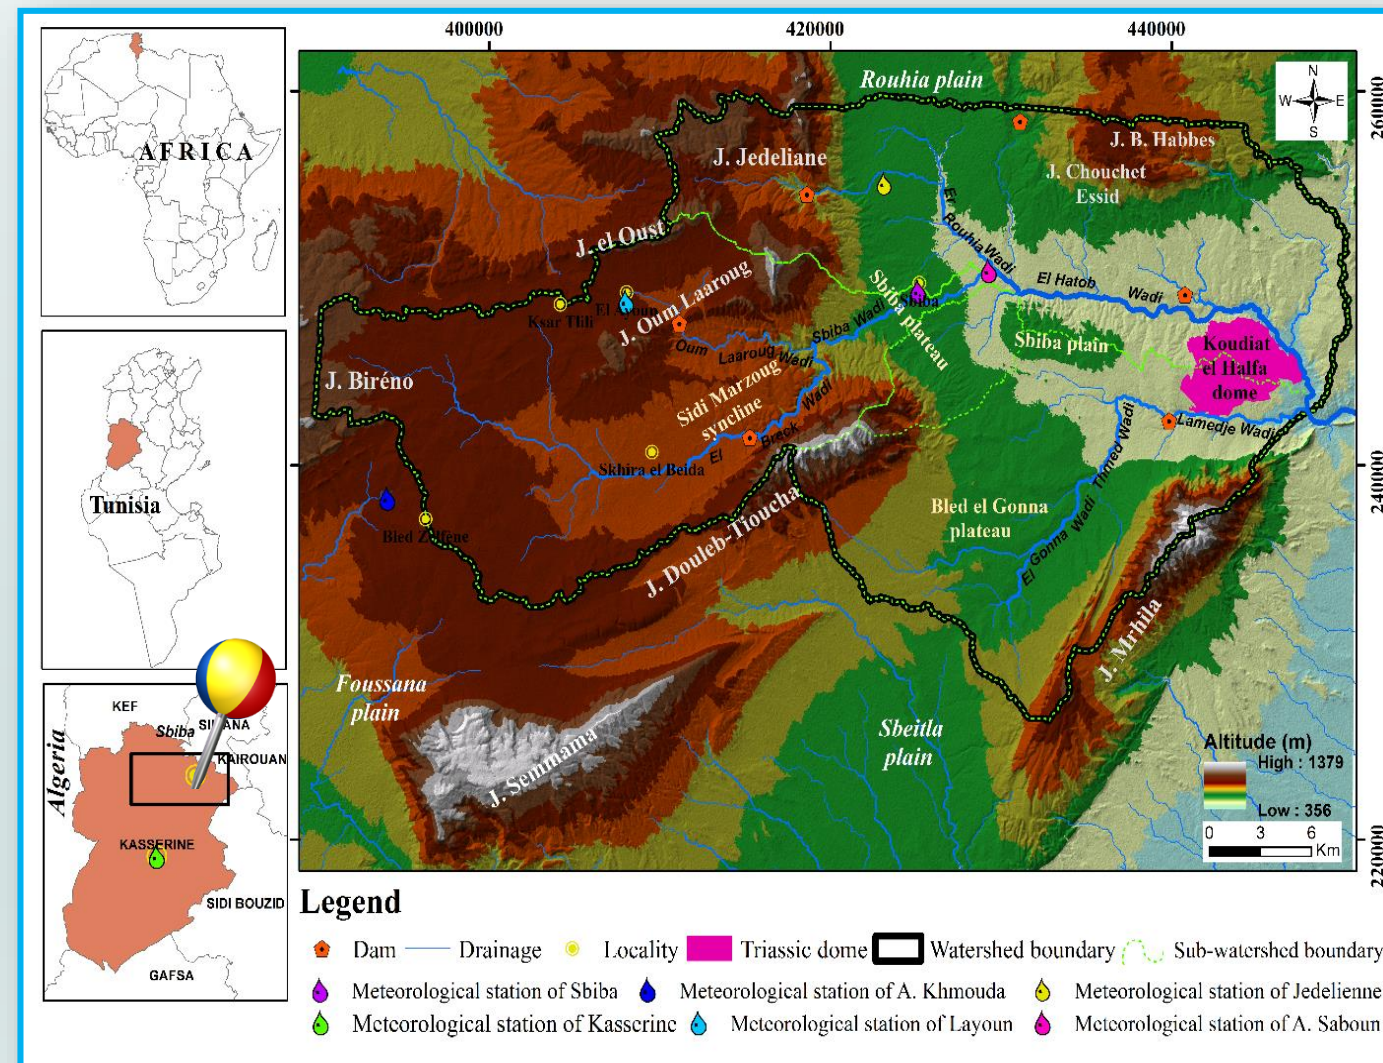 AFRICA
Tunisia
KEF
Algeria
Sbiba
KAIROUAN
KASSERINE
SIDI BOUZID
GAFSA
400000
420000
440000
260000
240000
220000
N
W E
S
Rouhia plain
J. B. Habbes
J. Jedeliane
J. Chouchet
Essid
J. el Oust
Er Rouhia Wadi
El Hatob Wadi
J. Oum Laaroug
Ksar Tlili
Sbiba
Sbiba Wadi
Sbiba plateau
Sbiba plain
Koudiat
el Halfa
dome
Oum Laaroug Wadi
J. Biréno
Sidi Marzoug
syncline
El Breck Wadi
Skhira el Beida
Lamedje Wadi
El Gonna Wadi Thmed Wadi
Bled el Gonna
plateau
J. Douleb-Tioucha
J. Mrhila
Foussana
plain
J. Semmama
Sbeitla
plain
Altitude (m)
High : 1379
Low : 356
0 3 6
Km
Legend
Dam Drainage Locality Triassic dome Watershed boundary Sub-watershed boundary
Meteorological station of Sbiba Meteorological station of A. Khmouda Meteorological station of Jedelienne
Meteorological station of Kasserine Meteorological station of Layoun Meteorological station of A. Saboun